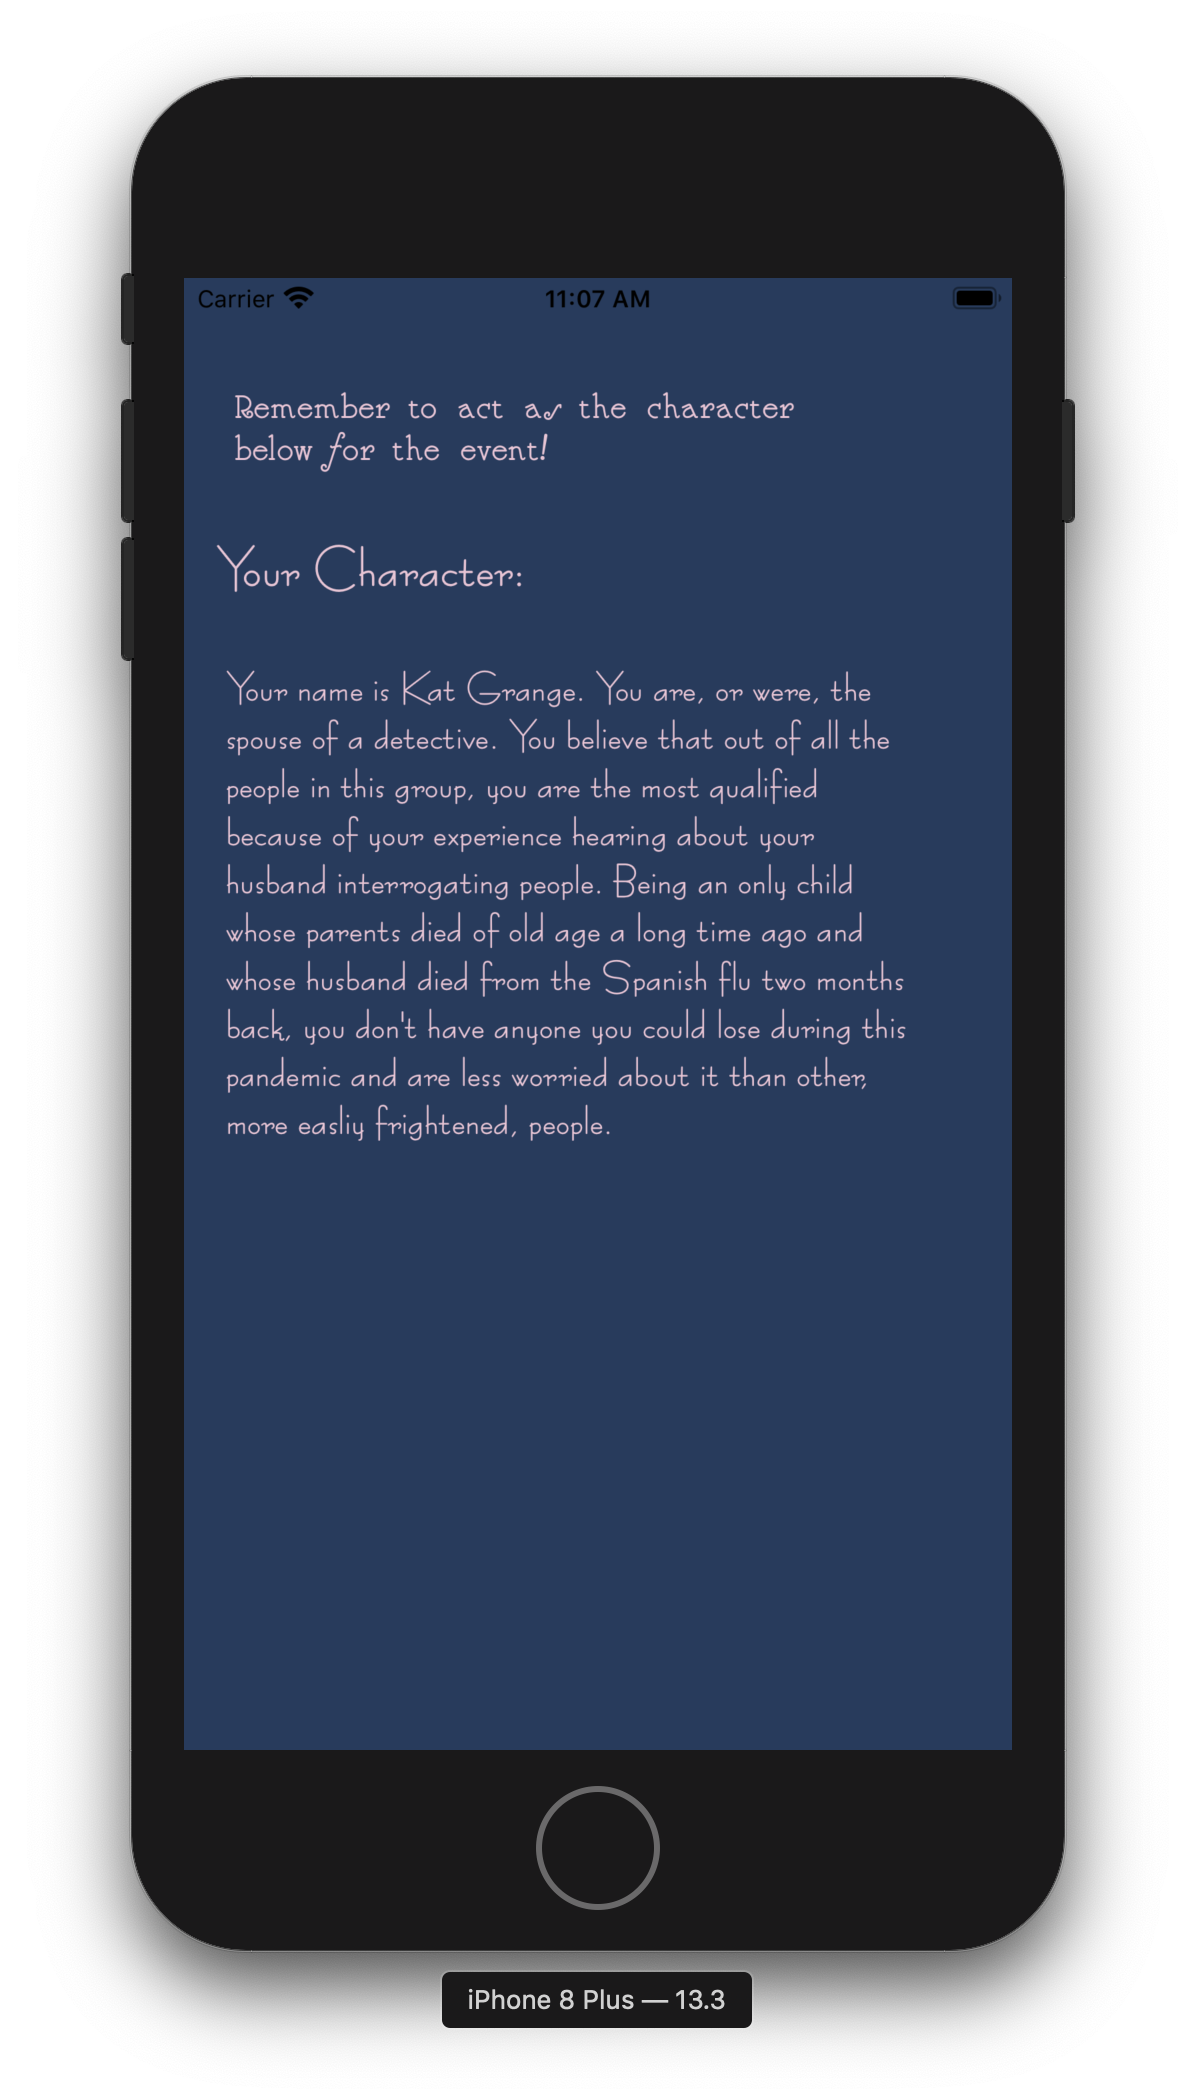 Carrier 11:07 AM
Remember to act as the character
below for the event!
Your Character:
Your name is Kat Grange. You are, or were, the
spouse of a detective. You believe that out of all the
people in this group, you are the most qualified
because of your experience hearing about your
husband interrogating people. Being an only child
whose parents died of old age a long time ago and
whose husband died from the Spanish flu two months
back, you don't have anyone you could lose during this
pandemic and are less worried about it than other,
more easliy frightened, people.
iPhone 8 Plus — 13.3